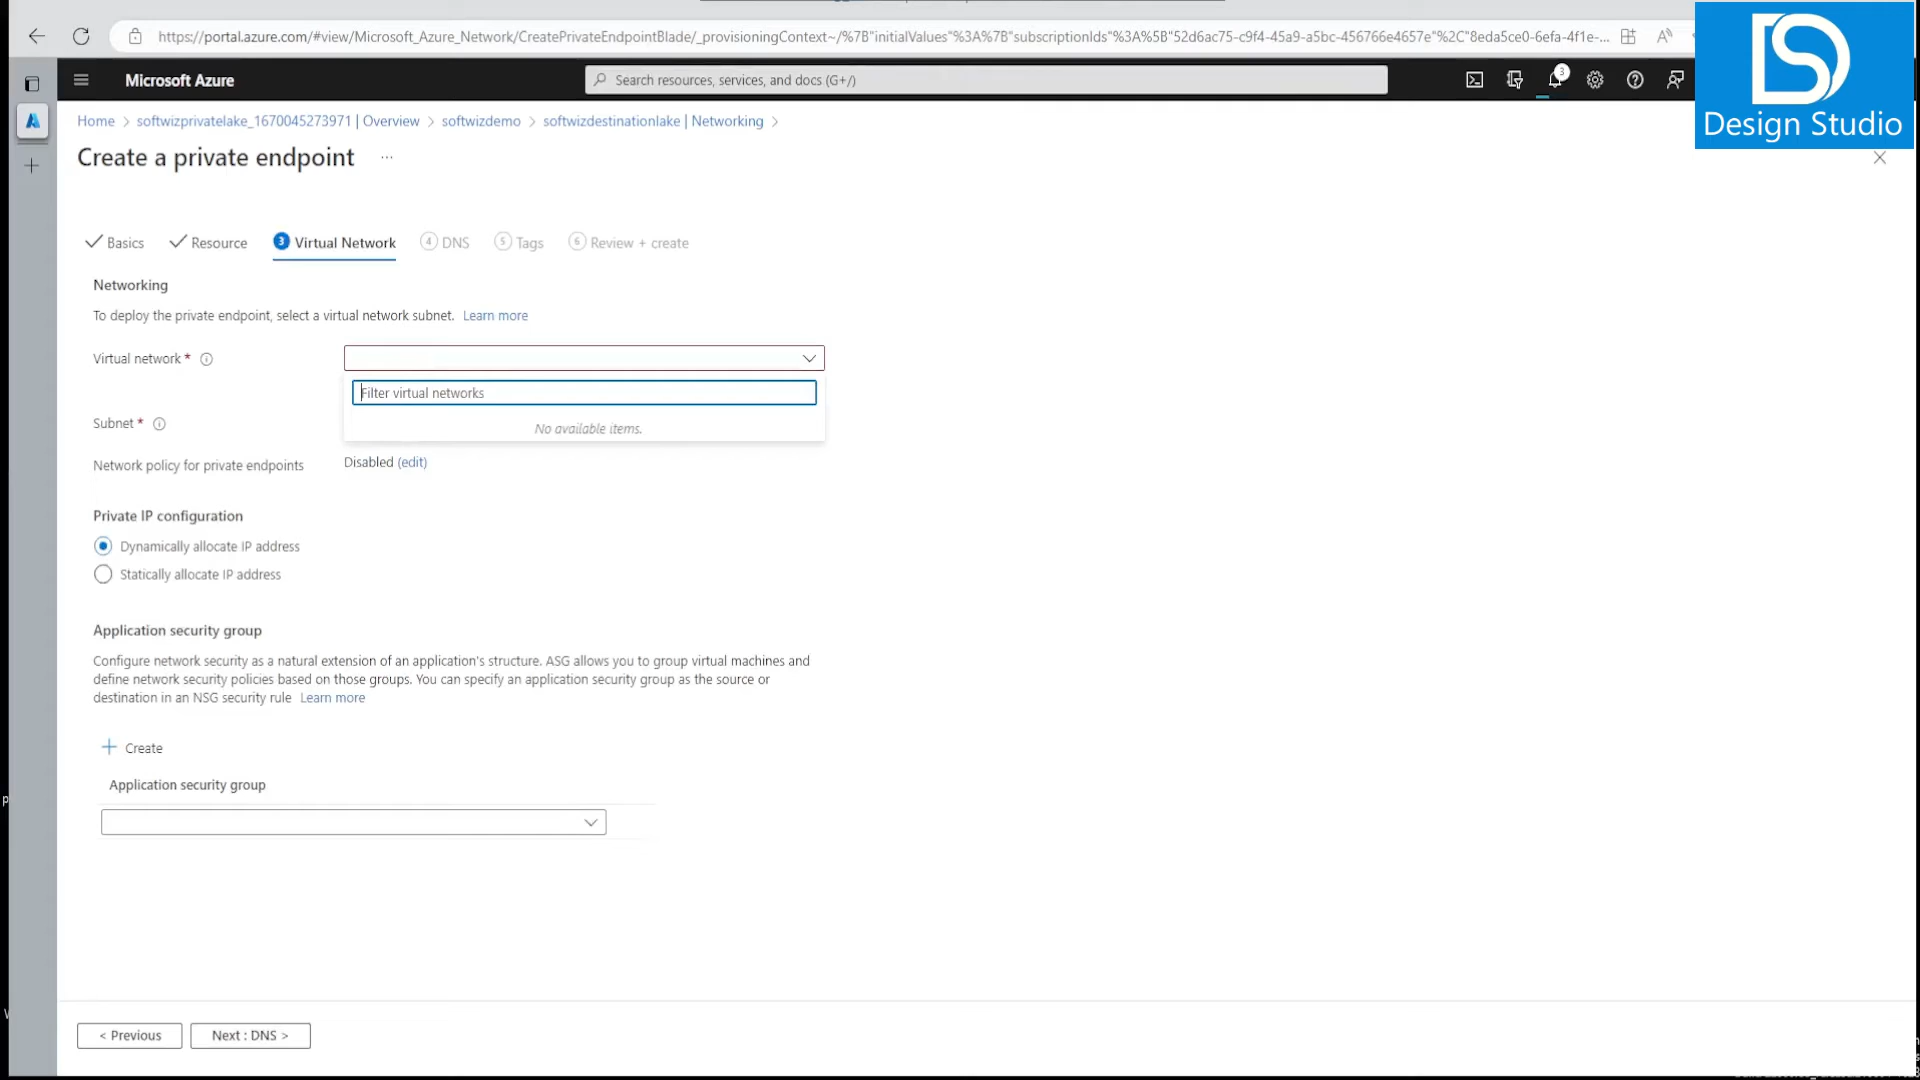 https://portal.azure.com/#view/Microsoft_Azure_Network/CreatePrivateEndpointBlade/_provisioningContext~/%7B"initialValues"%3A%7B"subscriptionIds"%3A%5B"52d6ac75-c9f4-45a9-a5bc-456766e4657e"%2C"8eda5ce0-6efa-4f1e-...
Microsoft Azure
Search resources, services, and docs (G+/)
3
Design Studio
Home > softwizprivatelake_1670045273971 | Overview > softwizdemo > softwizdestinationlake | Networking >
Create a private endpoint ...
Basics Resource 3 Virtual Network 4 DNS 5 Tags 6 Review + create
Networking
To deploy the private endpoint, select a virtual network subnet. Learn more
Virtual network *
Filter virtual networks
No available items.
Subnet *
Network policy for private endpoints Disabled (edit)
Private IP configuration
Dynamically allocate IP address
Statically allocate IP address
Application security group
Configure network security as a natural extension of an application's structure. ASG allows you to group virtual machines and
define network security policies based on those groups. You can specify an application security group as the source or
destination in an NSG security rule Learn more
+ Create
Application security group
< Previous Next : DNS >